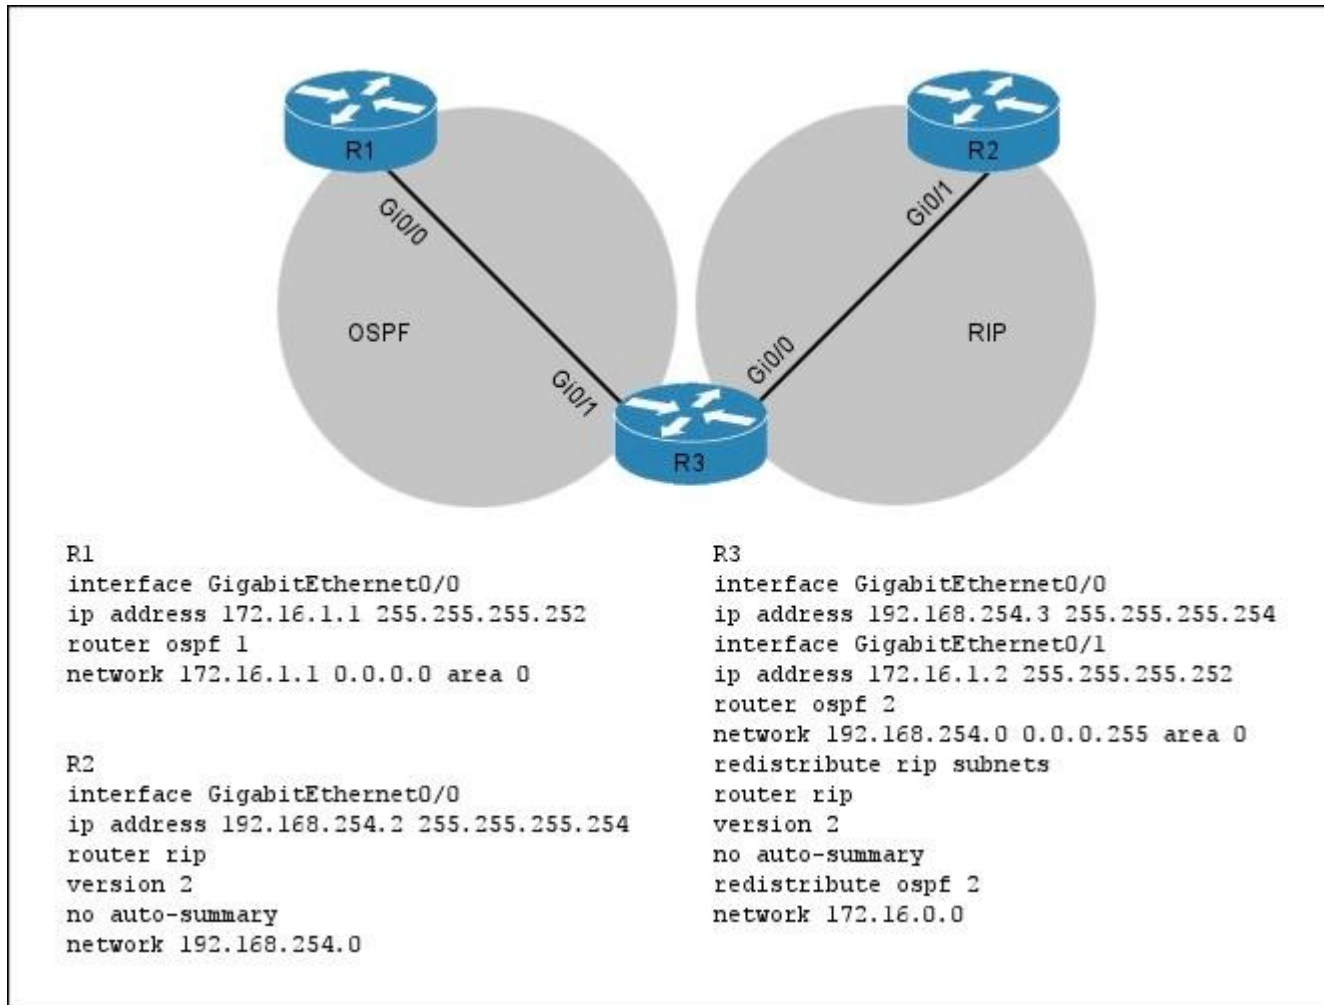 R1
R2
Gi0/0
Gi0/1
OSPF
RIP
Gi0/1
Gi0/0
R3
R1
interface GigabitEthernet0/0
ip address 172.16.1.1 255.255.255.252
router ospf 1
network 172.16.1.1 0.0.0.0 area 0
R2
interface GigabitEthernet0/0
ip address 192.168.254.2 255.255.255.254
router rip
version 2
no auto-summary
network 192.168.254.0
R3
interface GigabitEthernet0/0
ip address 192.168.254.3 255.255.255.254
interface GigabitEthernet0/1
ip address 172.16.1.2 255.255.255.252
router ospf 2
network 192.168.254.0 0.0.0.255 area 0
redistribute rip subnets
router rip
version 2
no auto-summary
redistribute ospf 2
network 172.16.0.0